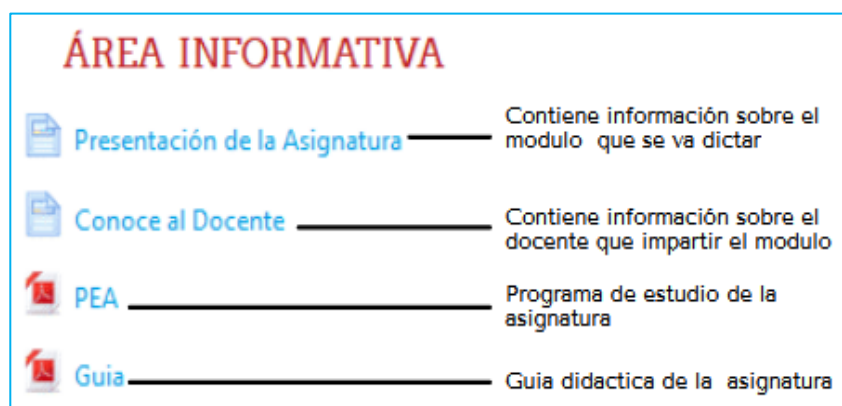 ÁREA INFORMATIVA
Presentación de la Asignatura
Contiene información sobre el
modulo que se va dictar
Conoce al Docente
Contiene información sobre el
docente que impartir el modulo
PEA
Programa de estudio de la
asignatura
Guia
Guia didactica de la asignatura